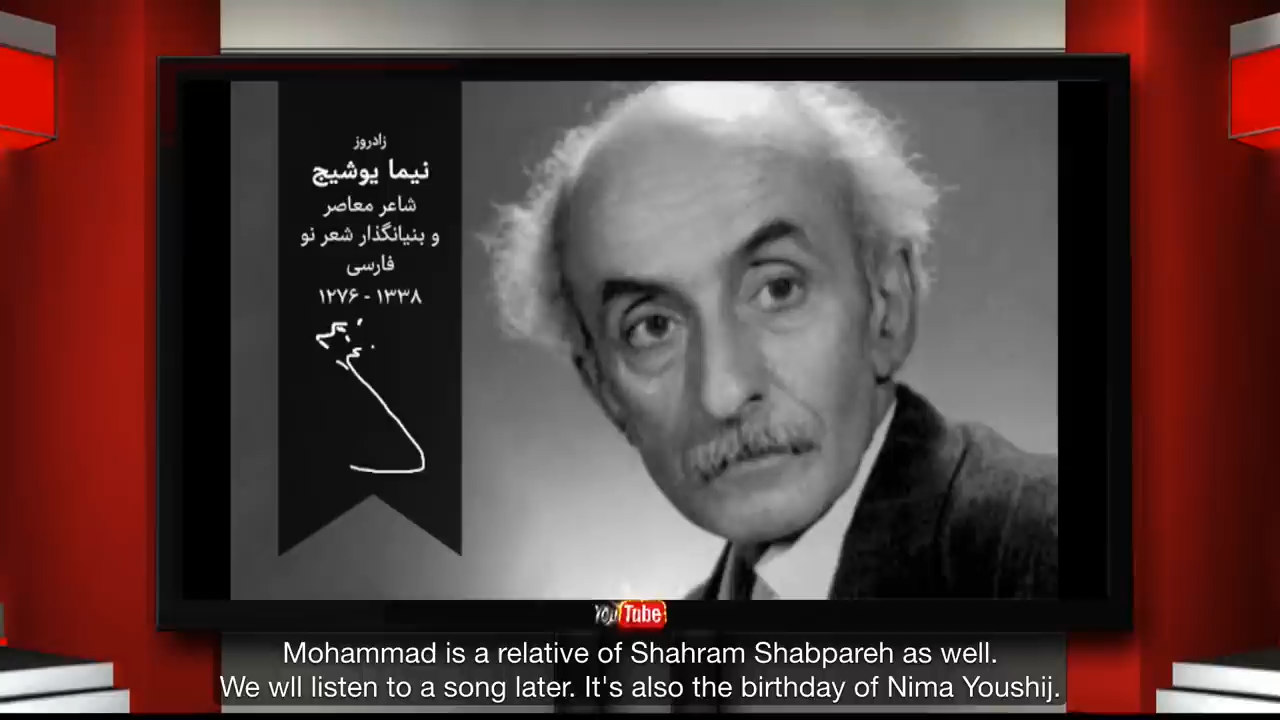 زادروز
نیما یوشیج
شاعر معاصر
و بنیانگذار شعر نو
فارسی
۱۲۷۶ - ۱۳۳۸
YouTube
Mohammad is a relative of Shahram Shabpareh as well.
We wll listen to a song later. It's also the birthday of Nima Youshij.